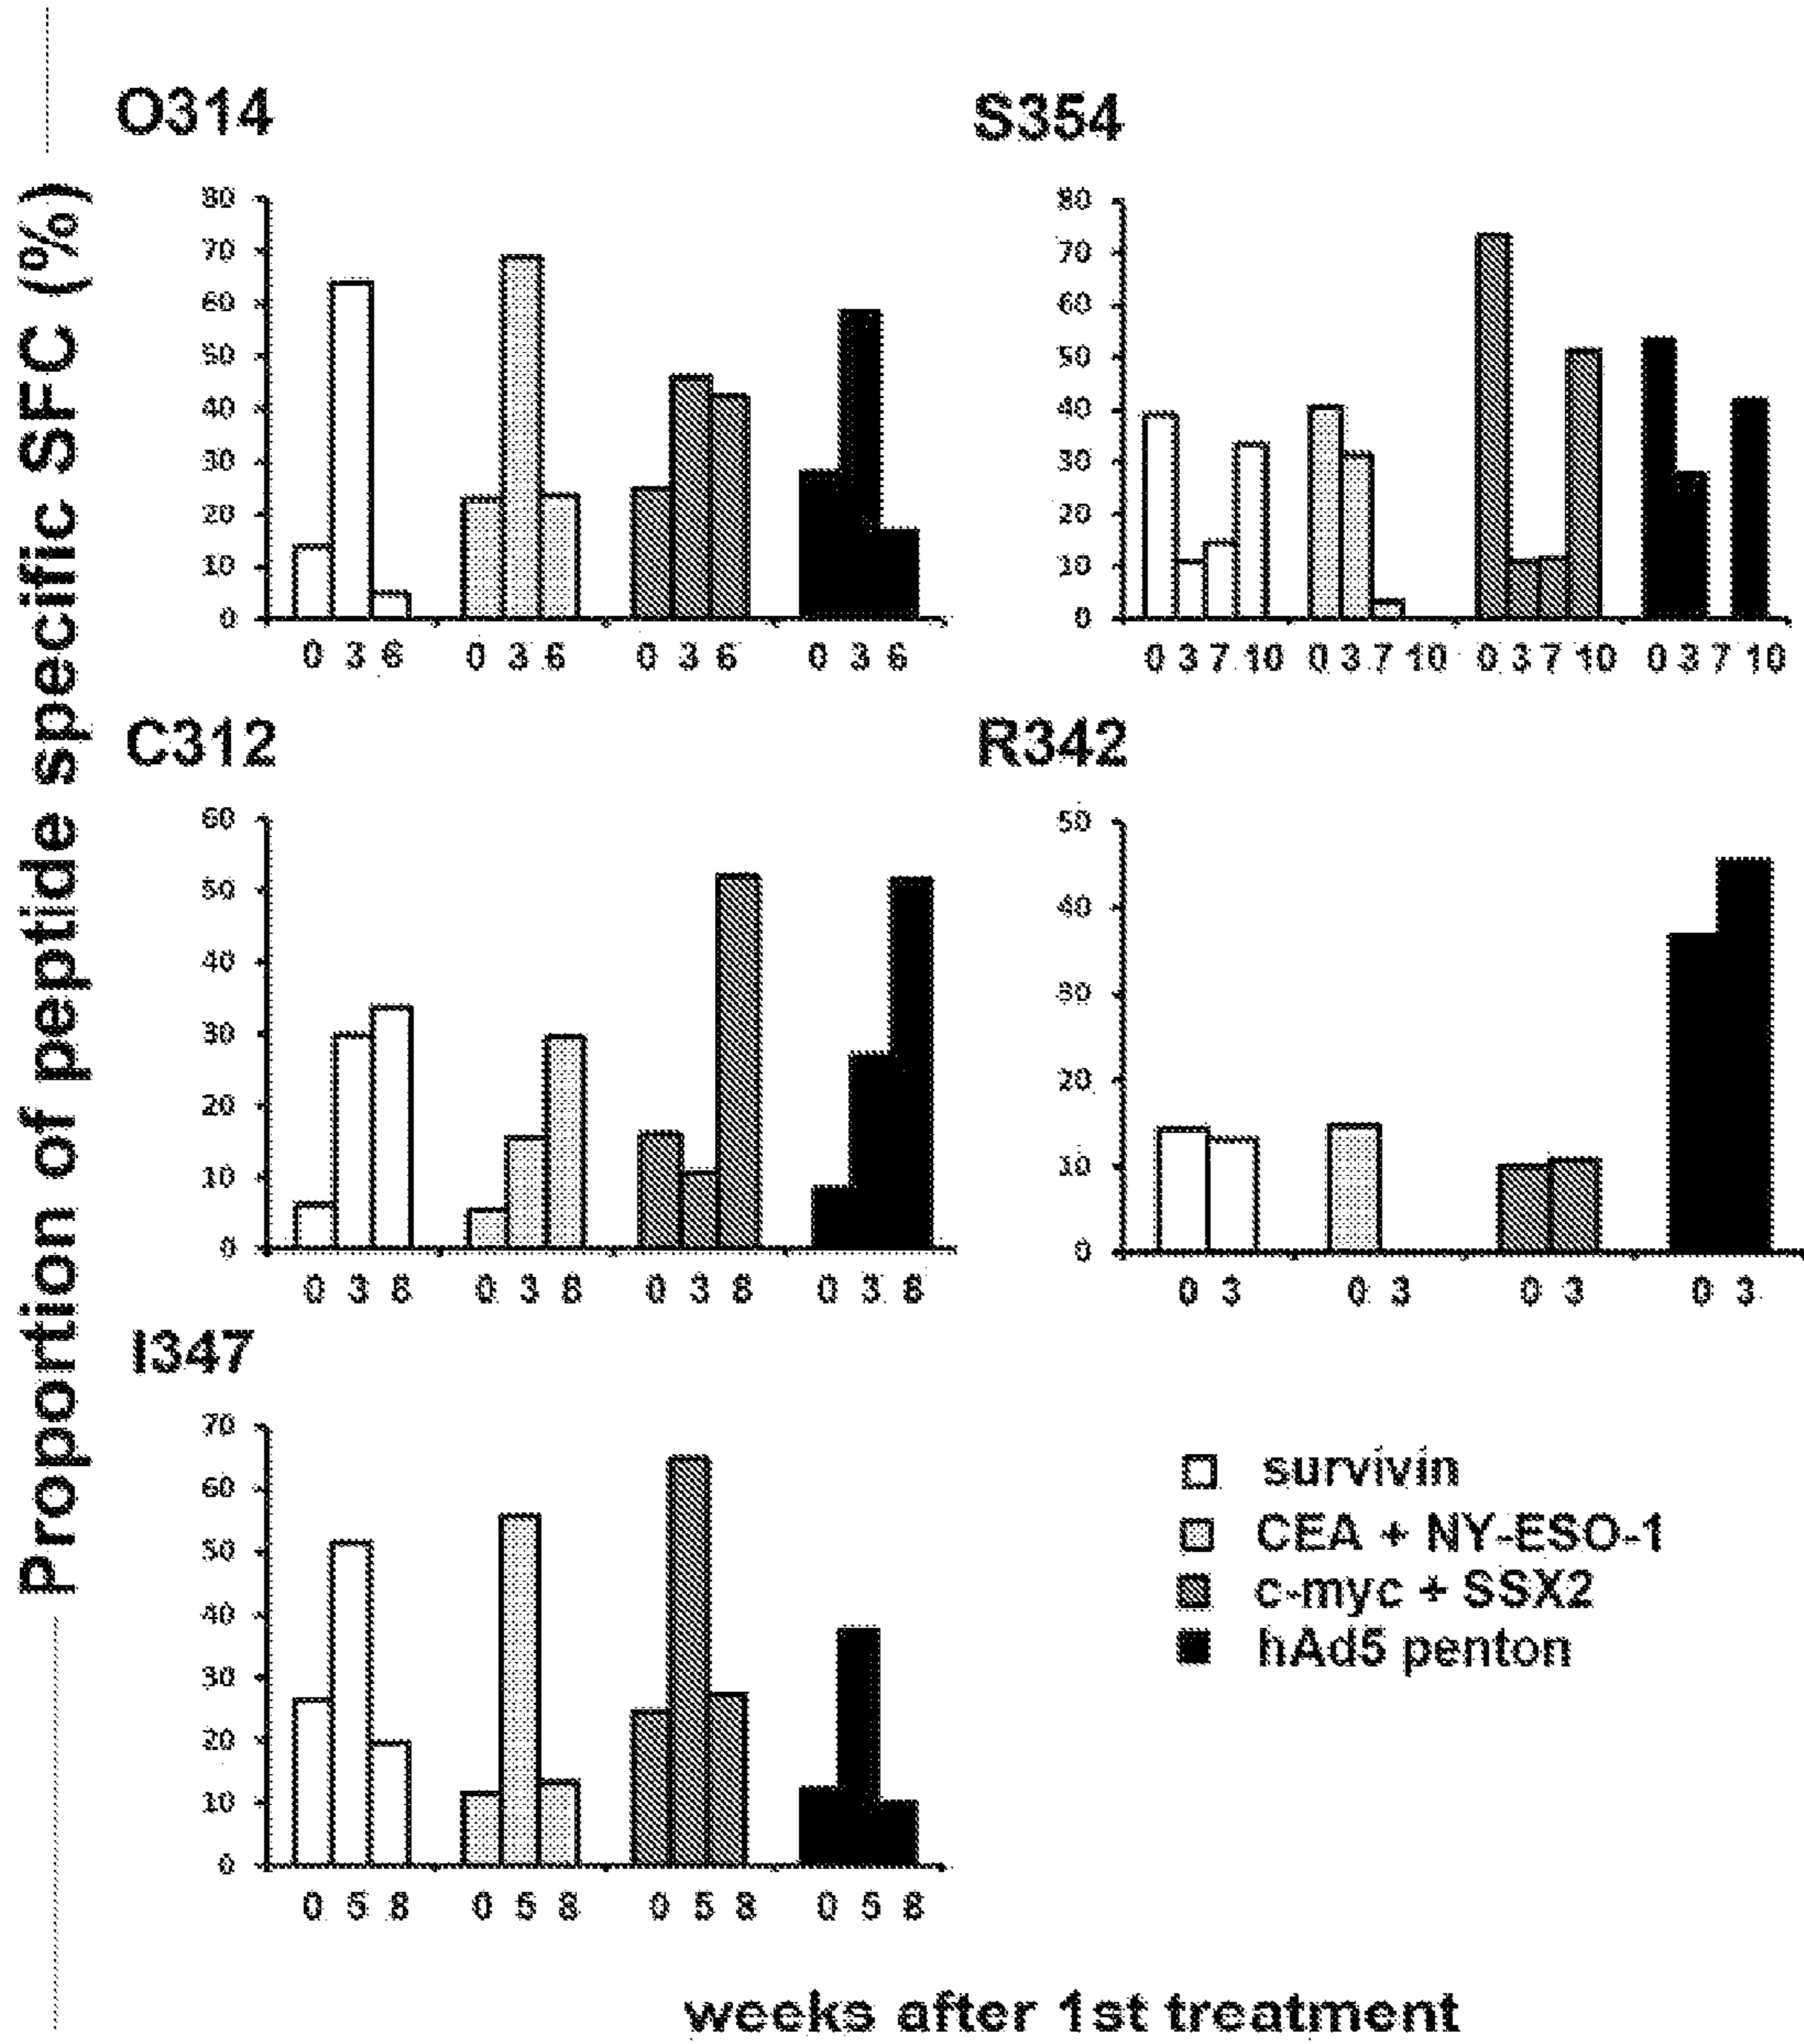 Proportion of peptide specific SFC (%)
O314
80
70
60
50
40
30
20
10
0
0 3 6 0 3 6 0 3 6 0 3 6
S354
80
70
60
50
40
30
20
10
0
0 3 7 10 0 3 7 10 0 3 7 10 0 3 7 10
C312
60
50
40
30
20
10
0
0 3 8 0 3 8 0 3 8 0 3 8
R342
50
40
30
20
10
0
0 3 0 3 0 3 0 3
I347
70
60
50
40
30
20
10
0
0 5 8 0 5 8 0 5 8 0 5 8
survivin
CEA + NY-ESO-1
c-myc + SSX2
hAd5 penton
weeks after 1st treatment